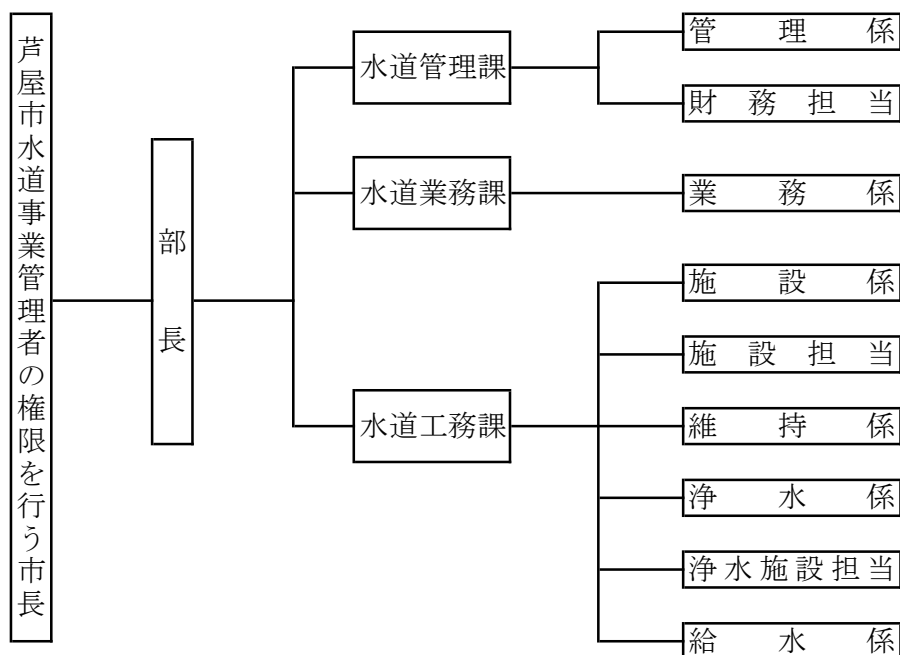 芦屋市水道事業管理者の権限を行う市長
部長
水道管理課
管理係
財務担当
水道業務課
業務係
水道工務課
施設係
施設担当
維持係
浄水係
浄水施設担当
給水係